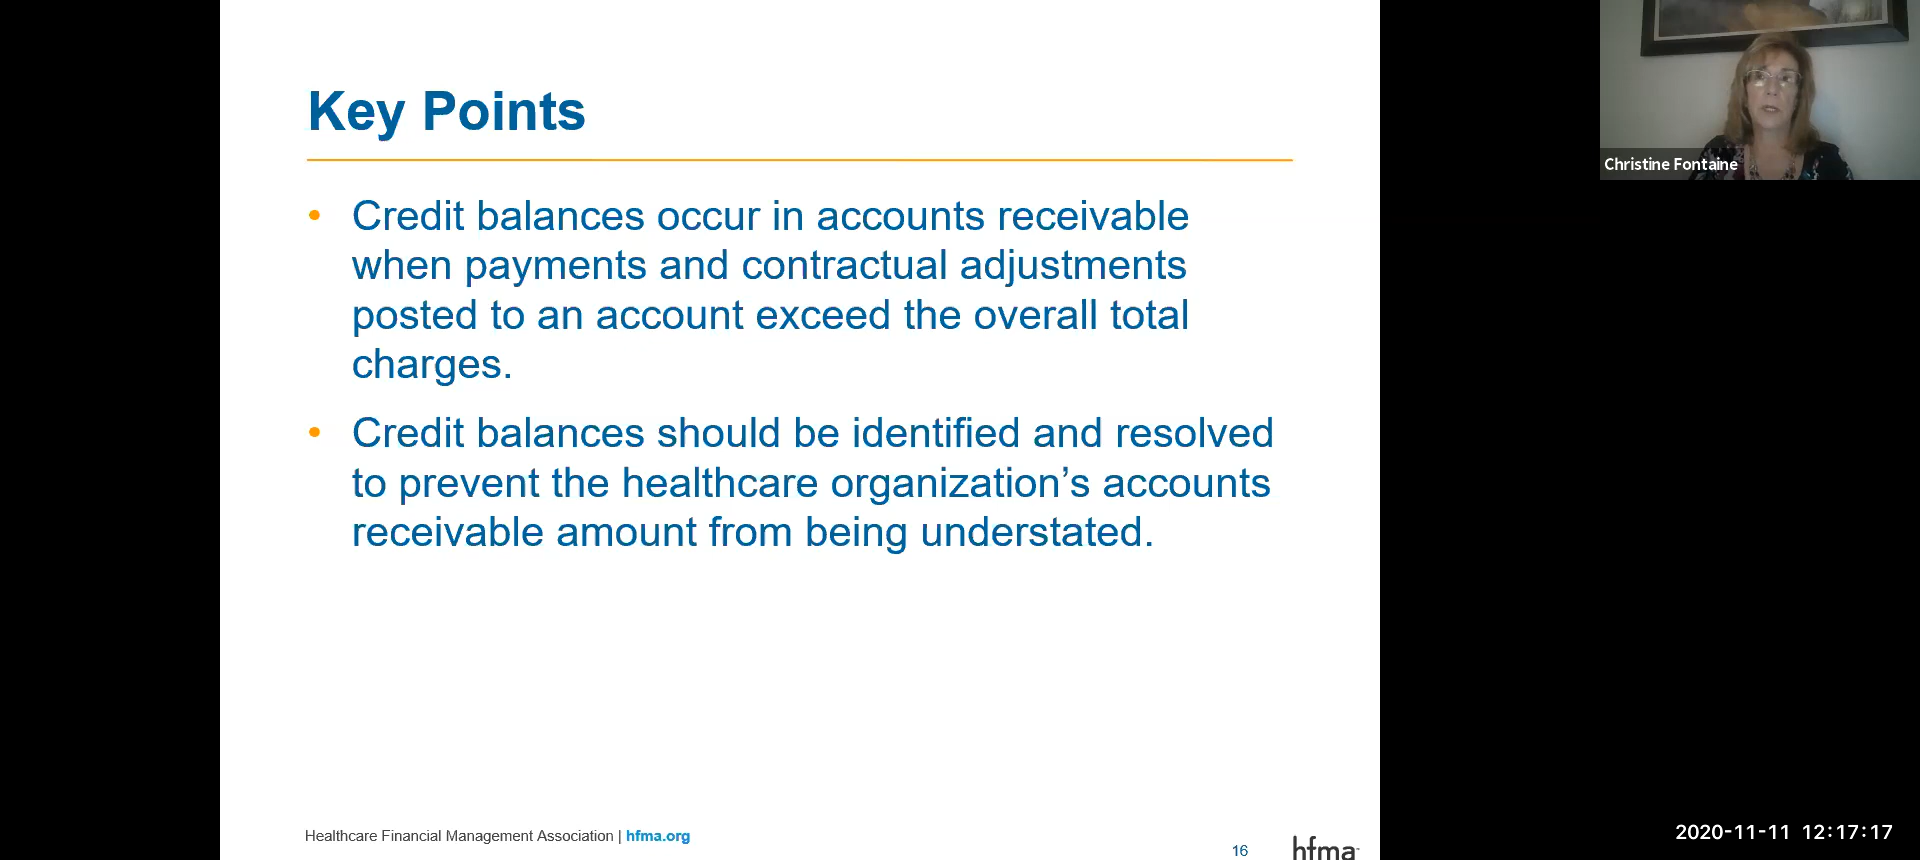 Key Points
• Credit balances occur in accounts receivable
when payments and contractual adjustments
posted to an account exceed the overall total
charges.
• Credit balances should be identified and resolved
to prevent the healthcare organization’s accounts
receivable amount from being understated.
Healthcare Financial Management Association | hfma.org
16
hfma
Christine Fontaine
2020-11-11 12:17:17